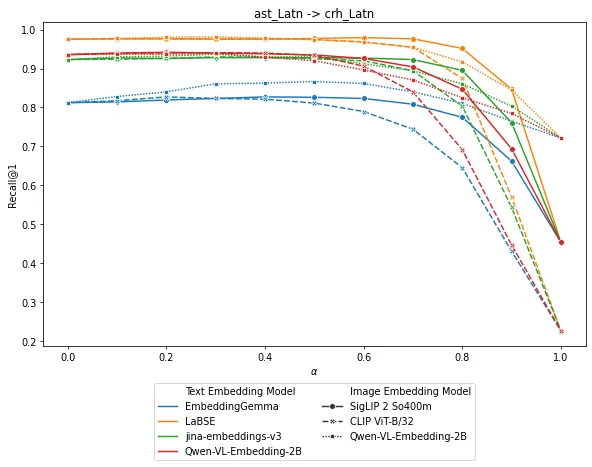 ast_Latn -> crh_Latn
Recall@1
1.0
0.9
0.8
0.7
0.6
0.5
0.4
0.3
0.2
0.0 0.2 0.4 0.6 0.8 1.0
α
Text Embedding Model Image Embedding Model
EmbeddingGemma SigLIP 2 So400m
LaBSE CLIP ViT-B/32
jina-embeddings-v3 Qwen-VL-Embedding-2B
Qwen-VL-Embedding-2B